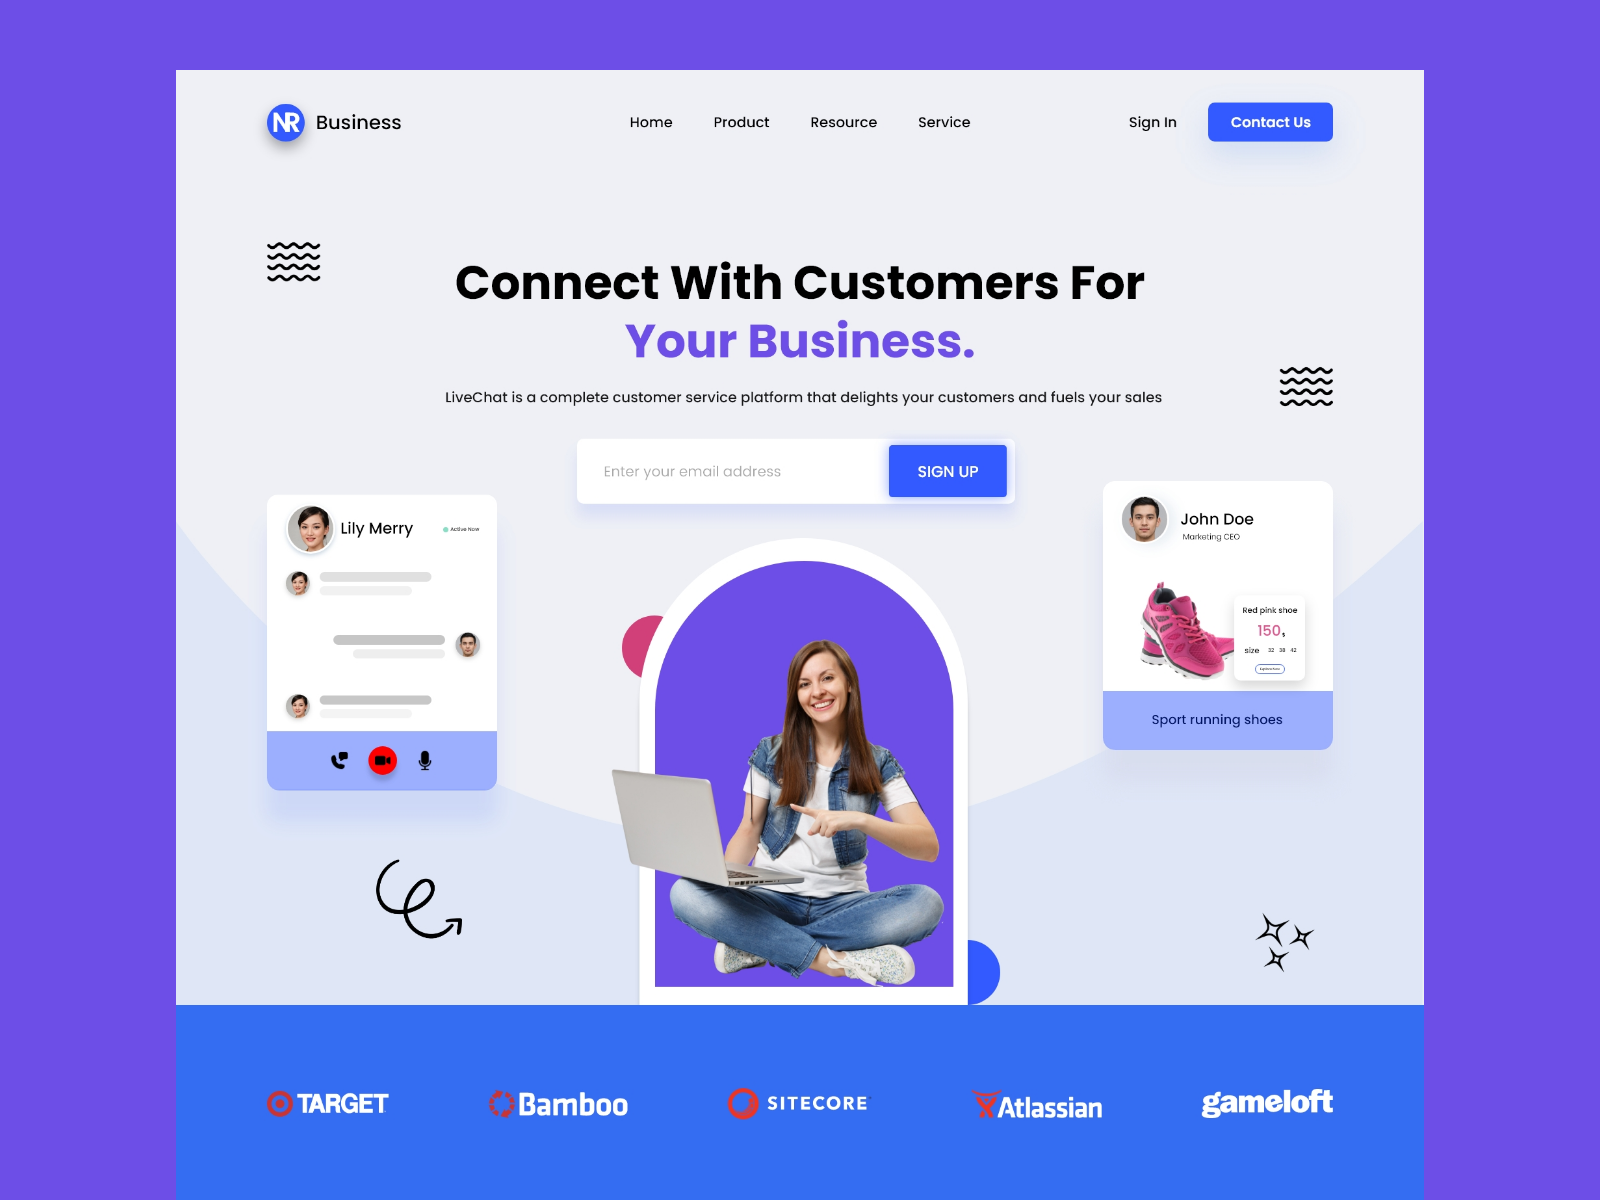 NR Business
Home Product Resource Service
Sign In
Contact Us
Connect With Customers For
Your Business.
LiveChat is a complete customer service platform that delights your customers and fuels your sales
Enter your email address
SIGN UP
Lily Merry
Active Now
John Doe
Marketing CEO
Red pink shoe
150$
size 32 38 42
Sport running shoes
TARGET
Bamboo
SITECORE
Atlassian
gameloft